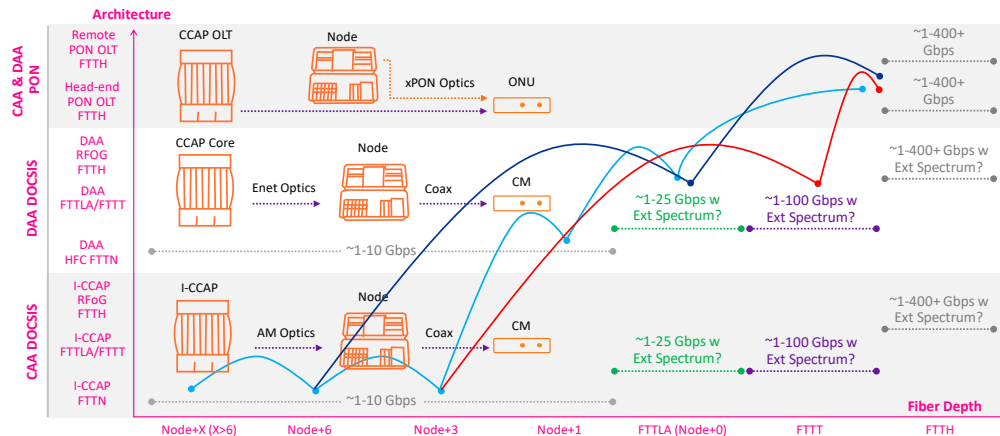 Architecture
CAA & DAA
PON
Remote
PON OLT
FTTH
Head-end
PON OLT
FTTH
CCAP OLT
Node
xPON Optics
ONU
~1-400+
Gbps
~1-400+
Gbps
DAA DOCSIS
DAA
RFOG
FTTH
DAA
FTTLA/FTTT
DAA
HFC FTTN
CCAP Core
Enet Optics
Node
Coax
CM
~1-25 Gbps w
Ext Spectrum?
~1-100 Gbps w
Ext Spectrum?
~1-400+ Gbps w
Ext Spectrum?
~1-10 Gbps
CAA DOCSIS
I-CCAP
RFoG
FTTH
I-CCAP
FTTLA/FTTT
I-CCAP
FTTN
I-CCAP
AM Optics
Node
Coax
CM
~1-25 Gbps w
Ext Spectrum?
~1-100 Gbps w
Ext Spectrum?
~1-400+ Gbps w
Ext Spectrum?
~1-10 Gbps
Fiber Depth
Node+X (X>6)
Node+6
Node+3
Node+1
FTTLA (Node+0)
FTTT
FTTH